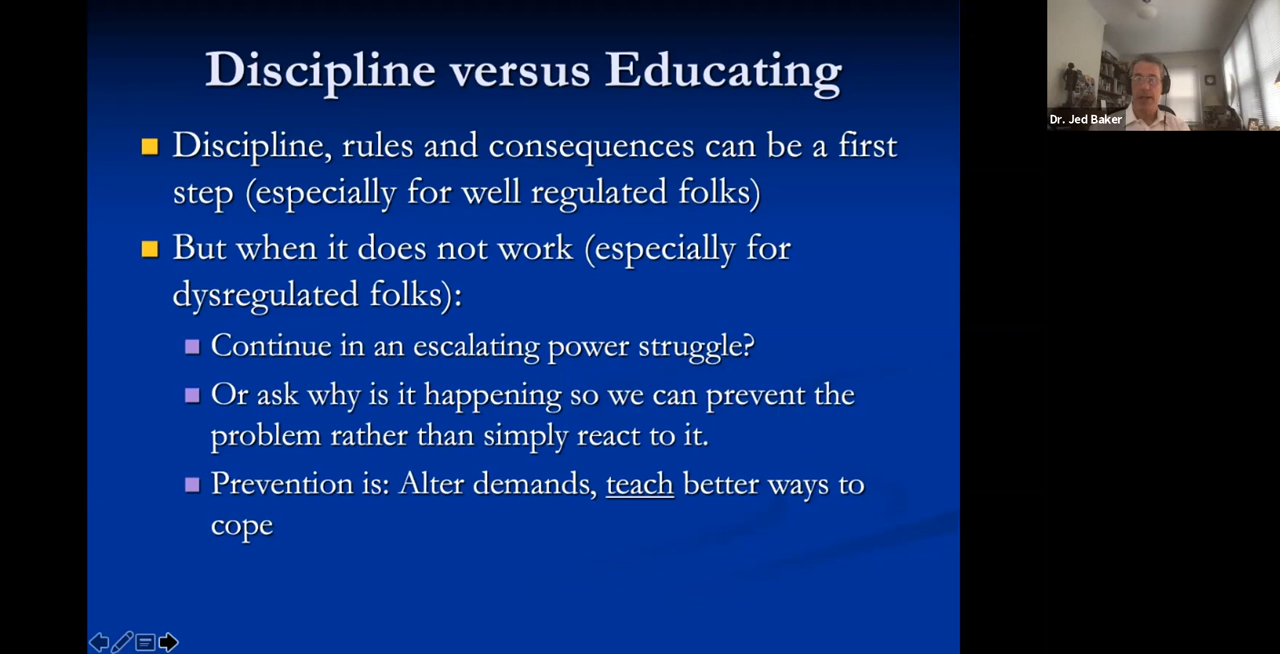 Discipline versus Educating
Discipline, rules and consequences can be a first
step (especially for well regulated folks)
But when it does not work (especially for
dysregulated folks):
Continue in an escalating power struggle?
Or ask why is it happening so we can prevent the
problem rather than simply react to it.
Prevention is: Alter demands, teach better ways to
cope
Dr. Jed Baker